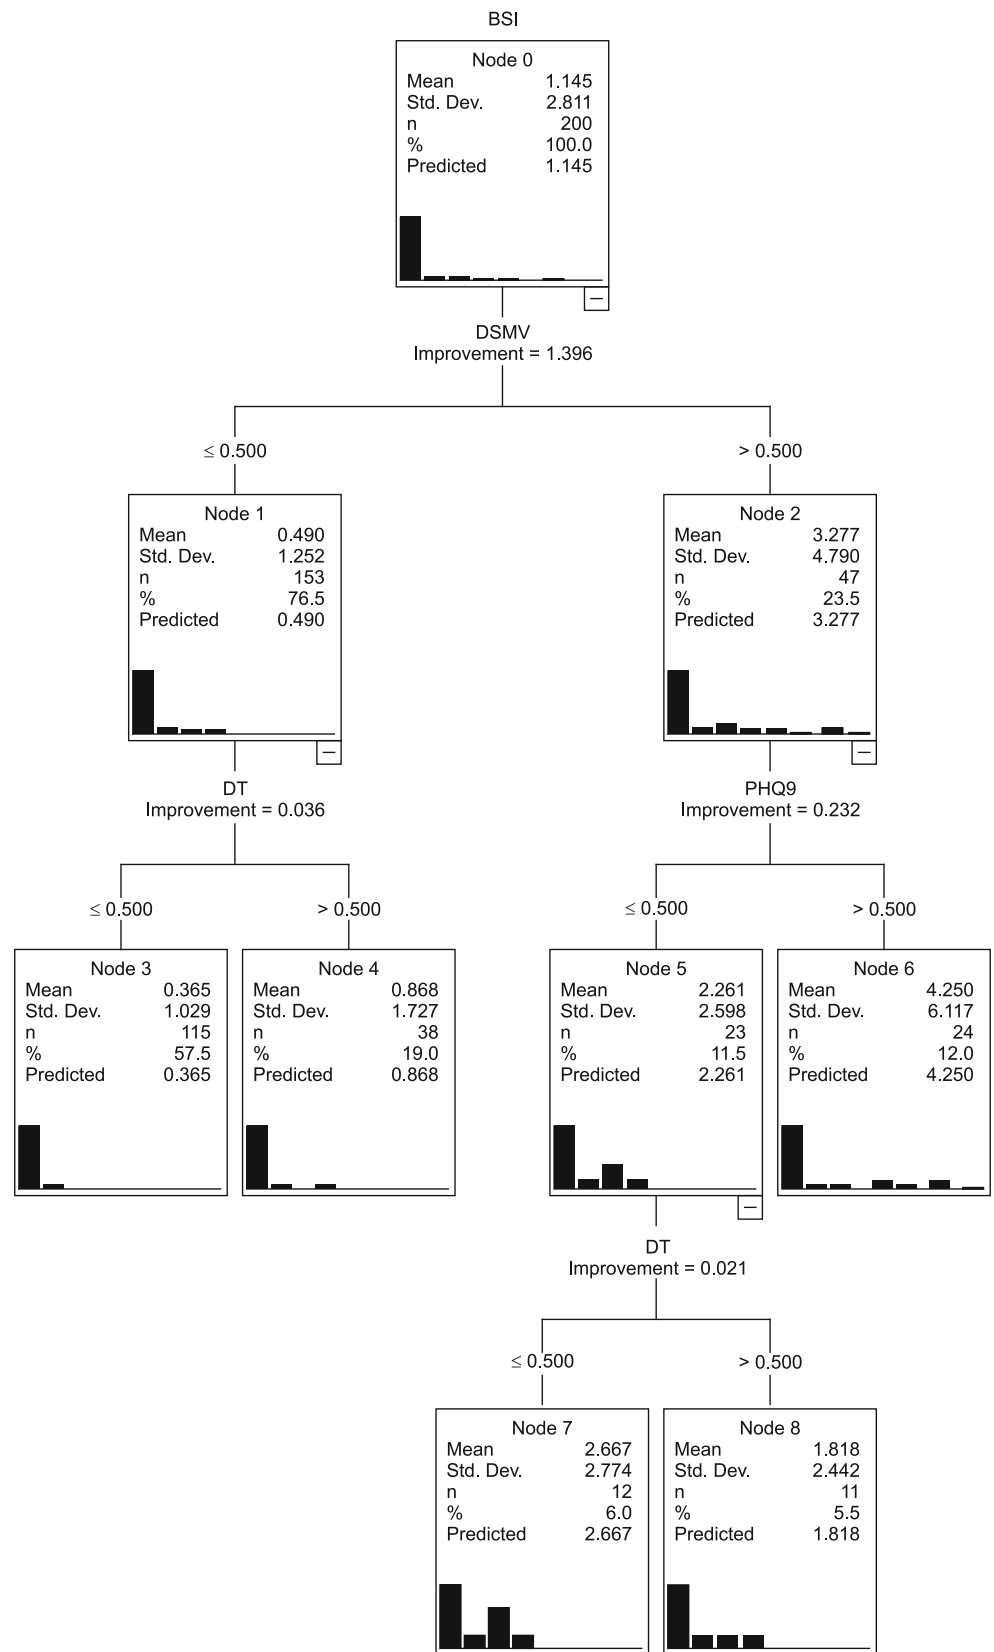 BSI
Node 0
Mean 1.145
Std. Dev. 2.811
n 200
% 100.0
Predicted 1.145
DSMV
Improvement = 1.396
≤ 0.500
> 0.500
Node 1
Mean 0.490
Std. Dev. 1.252
n 153
% 76.5
Predicted 0.490
Node 2
Mean 3.277
Std. Dev. 4.790
n 47
% 23.5
Predicted 3.277
DT
Improvement = 0.036
PHQ9
Improvement = 0.232
≤ 0.500
> 0.500
≤ 0.500
> 0.500
Node 3
Mean 0.365
Std. Dev. 1.029
n 115
% 57.5
Predicted 0.365
Node 4
Mean 0.868
Std. Dev. 1.727
n 38
% 19.0
Predicted 0.868
Node 5
Mean 2.261
Std. Dev. 2.598
n 23
% 11.5
Predicted 2.261
Node 6
Mean 4.250
Std. Dev. 6.117
n 24
% 12.0
Predicted 4.250
DT
Improvement = 0.021
≤ 0.500
> 0.500
Node 7
Mean 2.667
Std. Dev. 2.774
n 12
% 6.0
Predicted 2.667
Node 8
Mean 1.818
Std. Dev. 2.442
n 11
% 5.5
Predicted 1.818